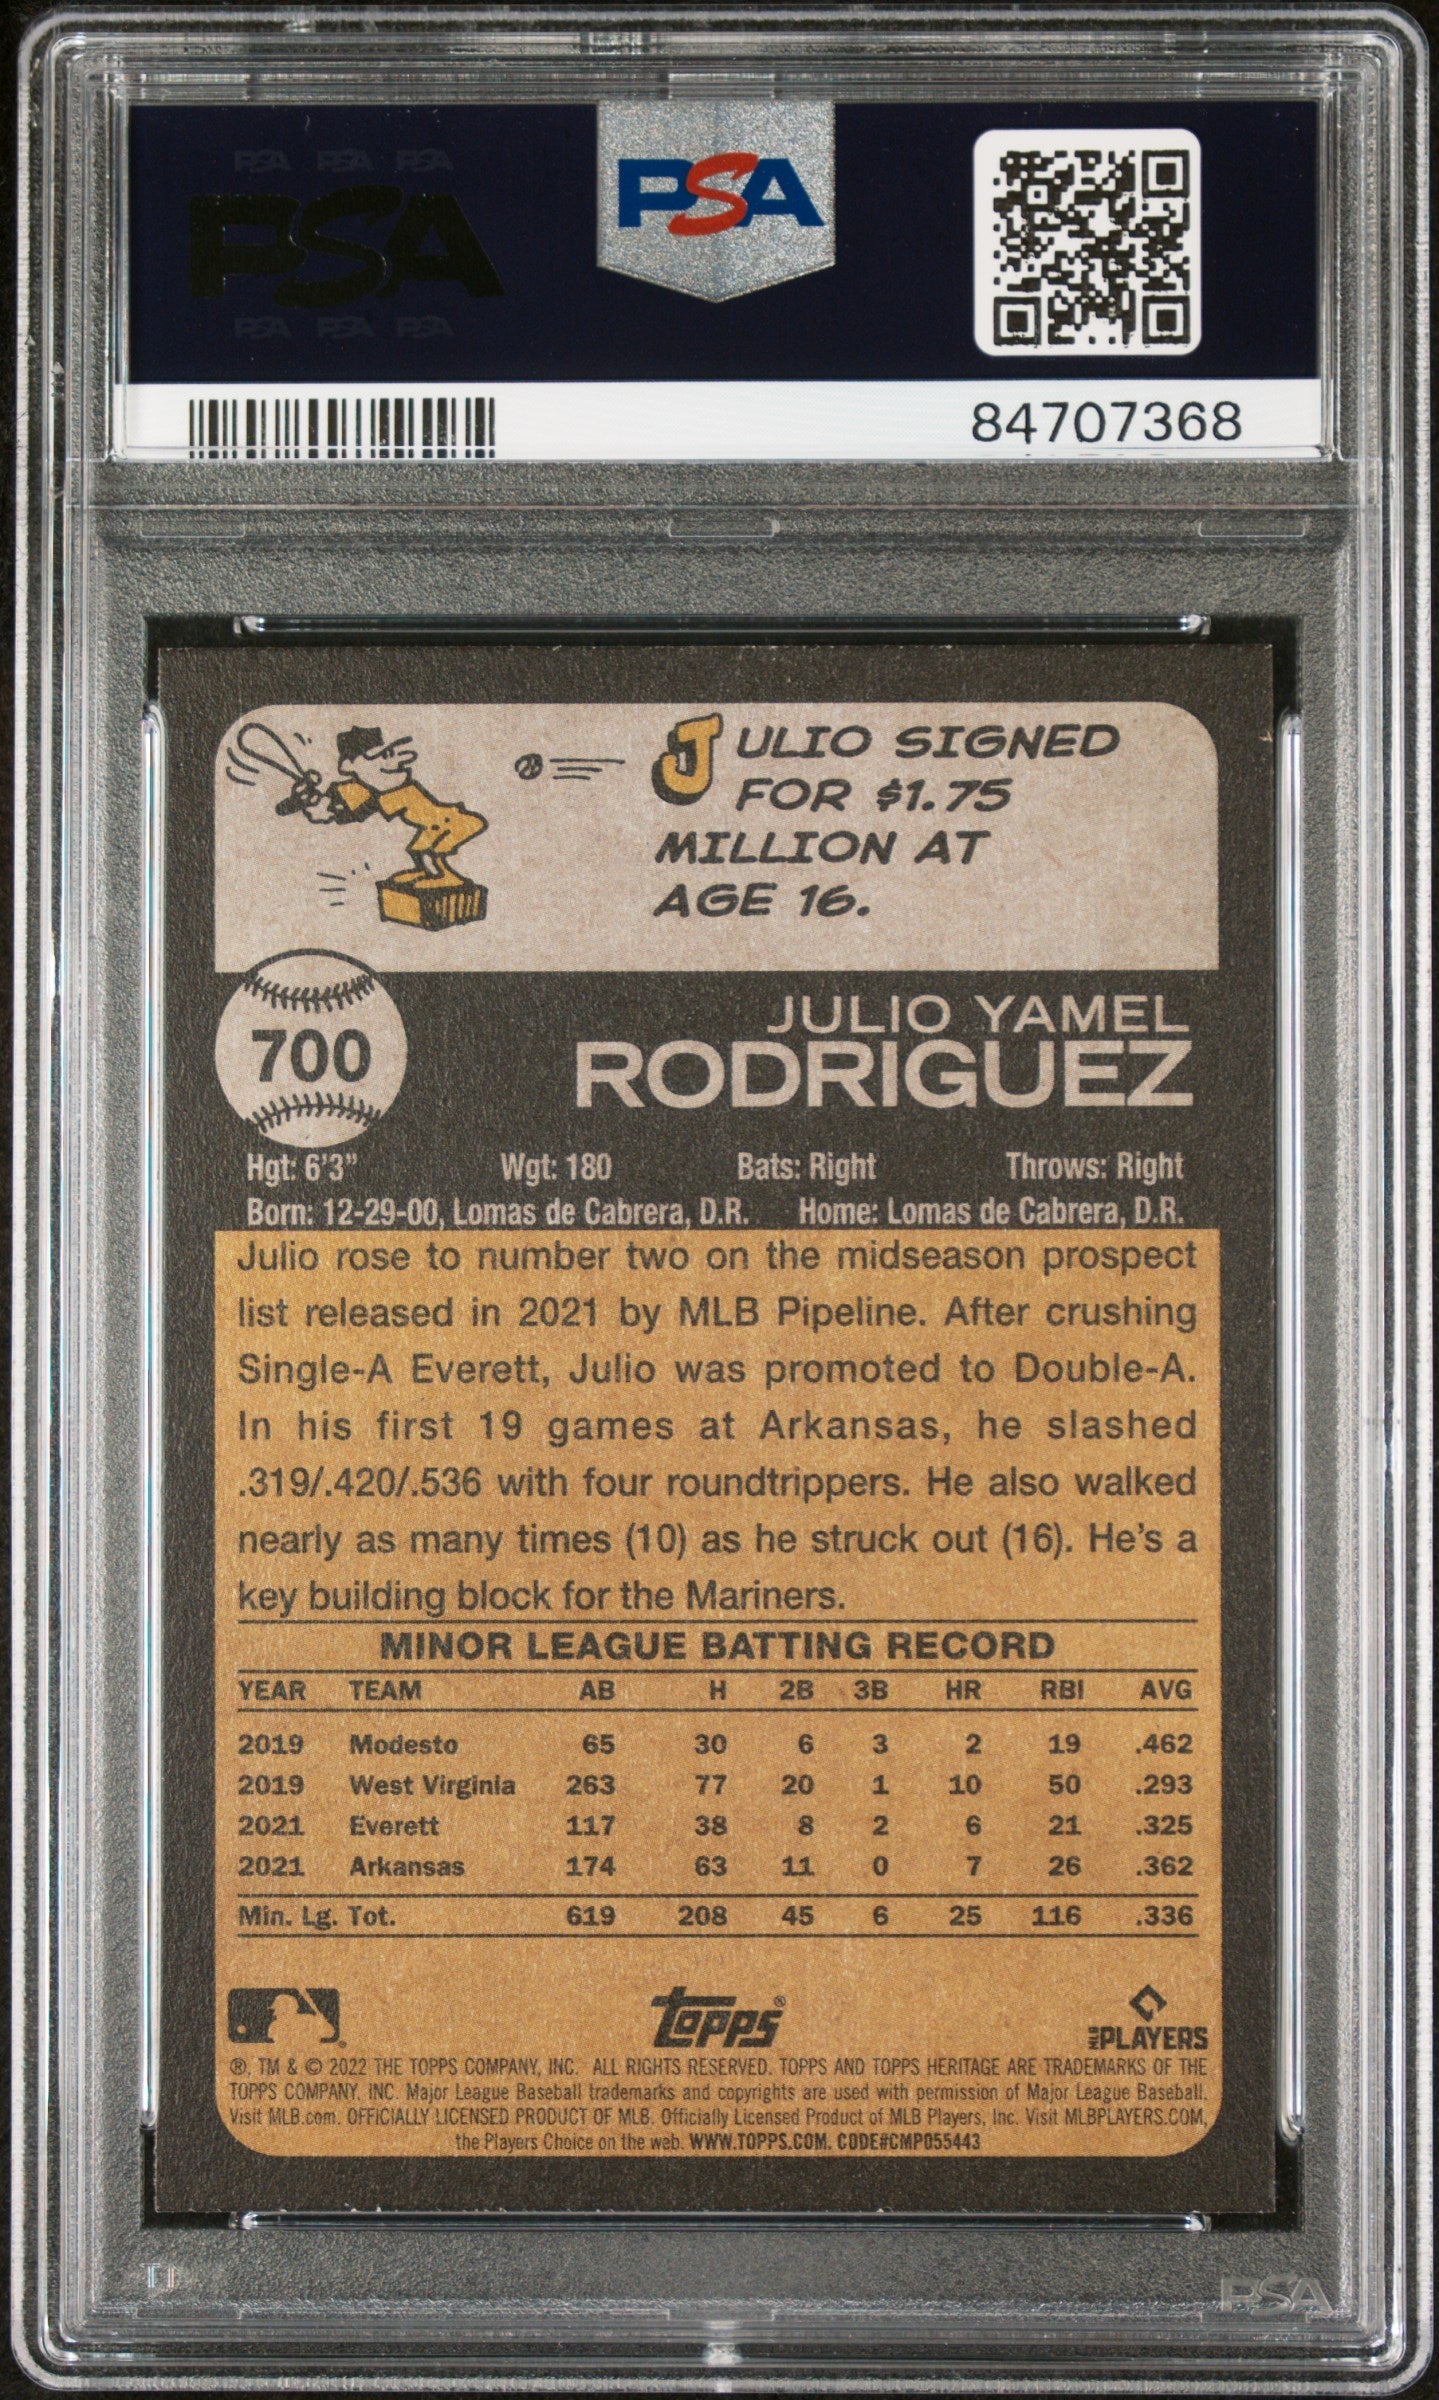 PSA PSA PSA
PSA
PSA PSA PSA
PSA
84707368
JULIO SIGNED
FOR $1.75
MILLION AT
AGE 16.
700
JULIO YAMEL
RODRIGUEZ
Hgt: 6'3" Wgt: 180 Bats: Right Throws: Right
Born: 12-29-00, Lomas de Cabrera, D.R. Home: Lomas de Cabrera, D.R.
Julio rose to number two on the midseason prospect
list released in 2021 by MLB Pipeline. After crushing
Single-A Everett, Julio was promoted to Double-A.
In his first 19 games at Arkansas, he slashed
.319/.420/.536 with four roundtrippers. He also walked
nearly as many times (10) as he struck out (16). He's a
key building block for the Mariners.
MINOR LEAGUE BATTING RECORD
YEAR TEAM AB H 2B 3B HR RBI AVG
2019 Modesto 65 30 6 3 2 19 .462
2019 West Virginia 263 77 20 1 10 50 .293
2021 Everett 117 38 8 2 6 21 .325
2021 Arkansas 174 63 11 0 7 26 .362
Min. Lg. Tot. 619 208 45 6 25 116 .336
Topps® MLB PLAYERS
®, TM & © 2022 THE TOPPS COMPANY, INC. ALL RIGHTS RESERVED. TOPPS AND TOPPS HERITAGE ARE TRADEMARKS OF THE
TOPPS COMPANY, INC. Major League Baseball trademarks and copyrights are used with permission of Major League Baseball.
Visit MLB.com. OFFICIALLY LICENSED PRODUCT OF MLB. Officially Licensed Product of MLB Players, Inc. Visit MLBPLAYERS.COM,
the Players Choice on the web. WWW.TOPPS.COM. CODE#CMP055443
PSA